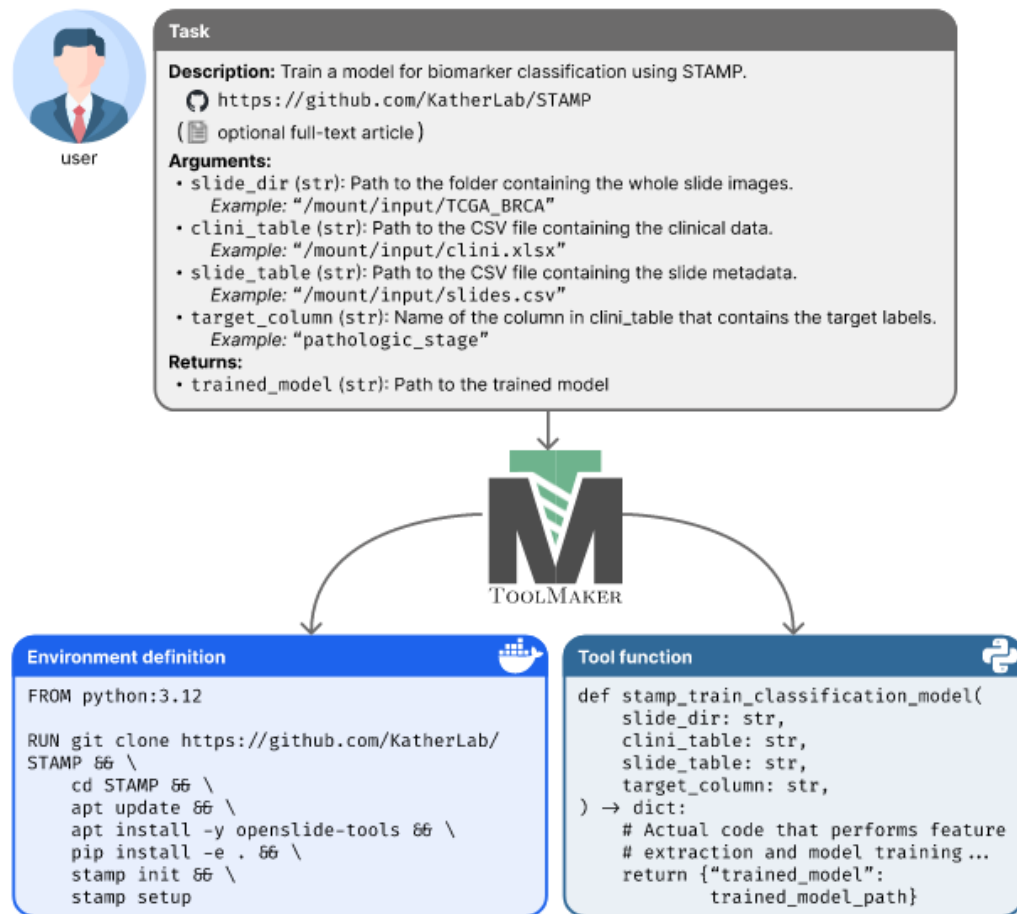 Task
Description: Train a model for biomarker classification using STAMP.
https://github.com/KatherLab/STAMP
( optional full-text article)
user
Arguments:
• slide_dir (str): Path to the folder containing the whole slide images.
Example: “/mount/input/TCGA_BRCA”
• clini_table (str): Path to the CSV file containing the clinical data.
Example: “/mount/input/clini.xlsx”
• slide_table (str): Path to the CSV file containing the slide metadata.
Example: “/mount/input/slides.csv”
• target_column (str): Name of the column in clini_table that contains the target labels.
Example: “pathologic_stage”
Returns:
• trained_model (str): Path to the trained model
TM
TOOLMAKER
Environment definition
FROM python:3.12
RUN git clone https://github.com/KatherLab/
STAMP && \
cd STAMP && \
apt update && \
apt install -y openslide-tools && \
pip install -e . && \
stamp init && \
stamp setup
Tool function
def stamp_train_classification_model(
slide_dir: str,
clini_table: str,
slide_table: str,
target_column: str,
) → dict:
# Actual code that performs feature
# extraction and model training...
return {“trained_model”:
trained_model_path}